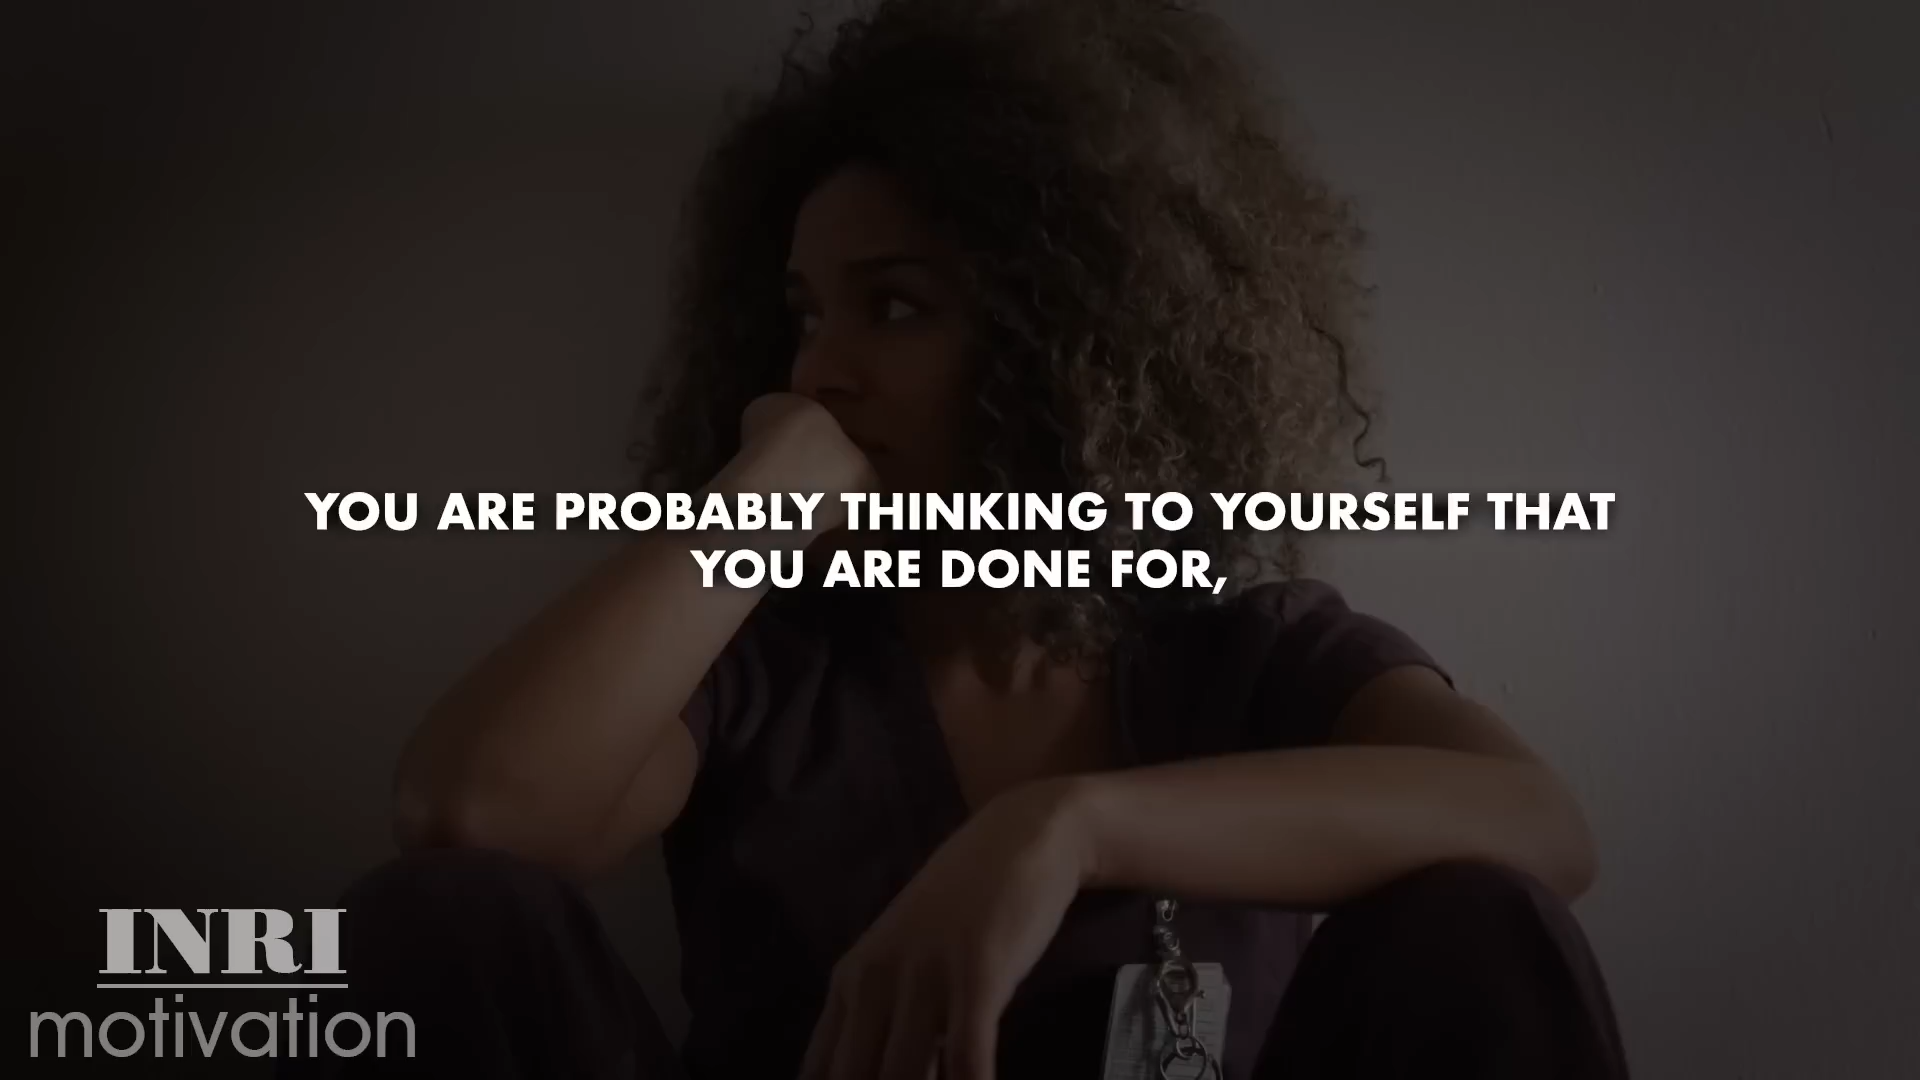 YOU ARE PROBABLY THINKING TO YOURSELF THAT
YOU ARE DONE FOR,
INRI
motivation